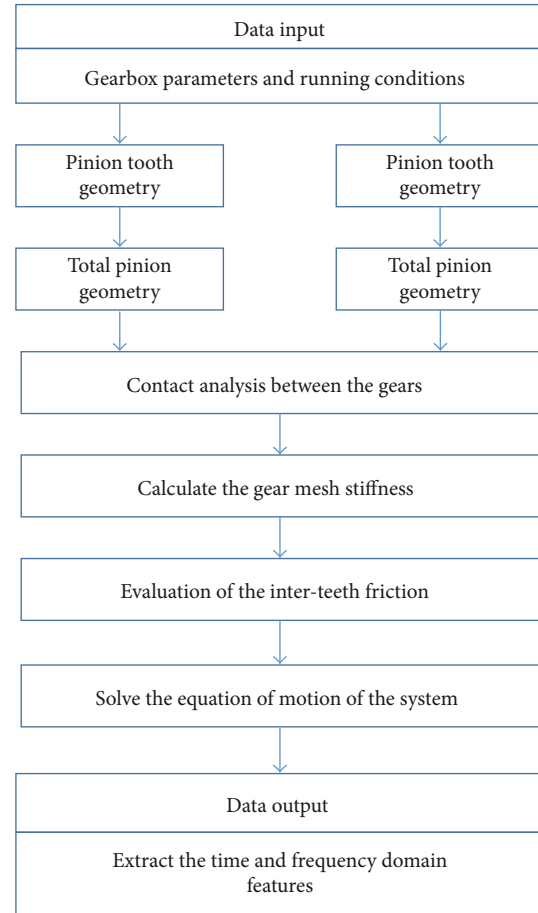 Data input
Gearbox parameters and running conditions
Pinion tooth
geometry
Pinion tooth
geometry
Total pinion
geometry
Total pinion
geometry
Contact analysis between the gears
Calculate the gear mesh stiffness
Evaluation of the inter-teeth friction
Solve the equation of motion of the system
Data output
Extract the time and frequency domain
features